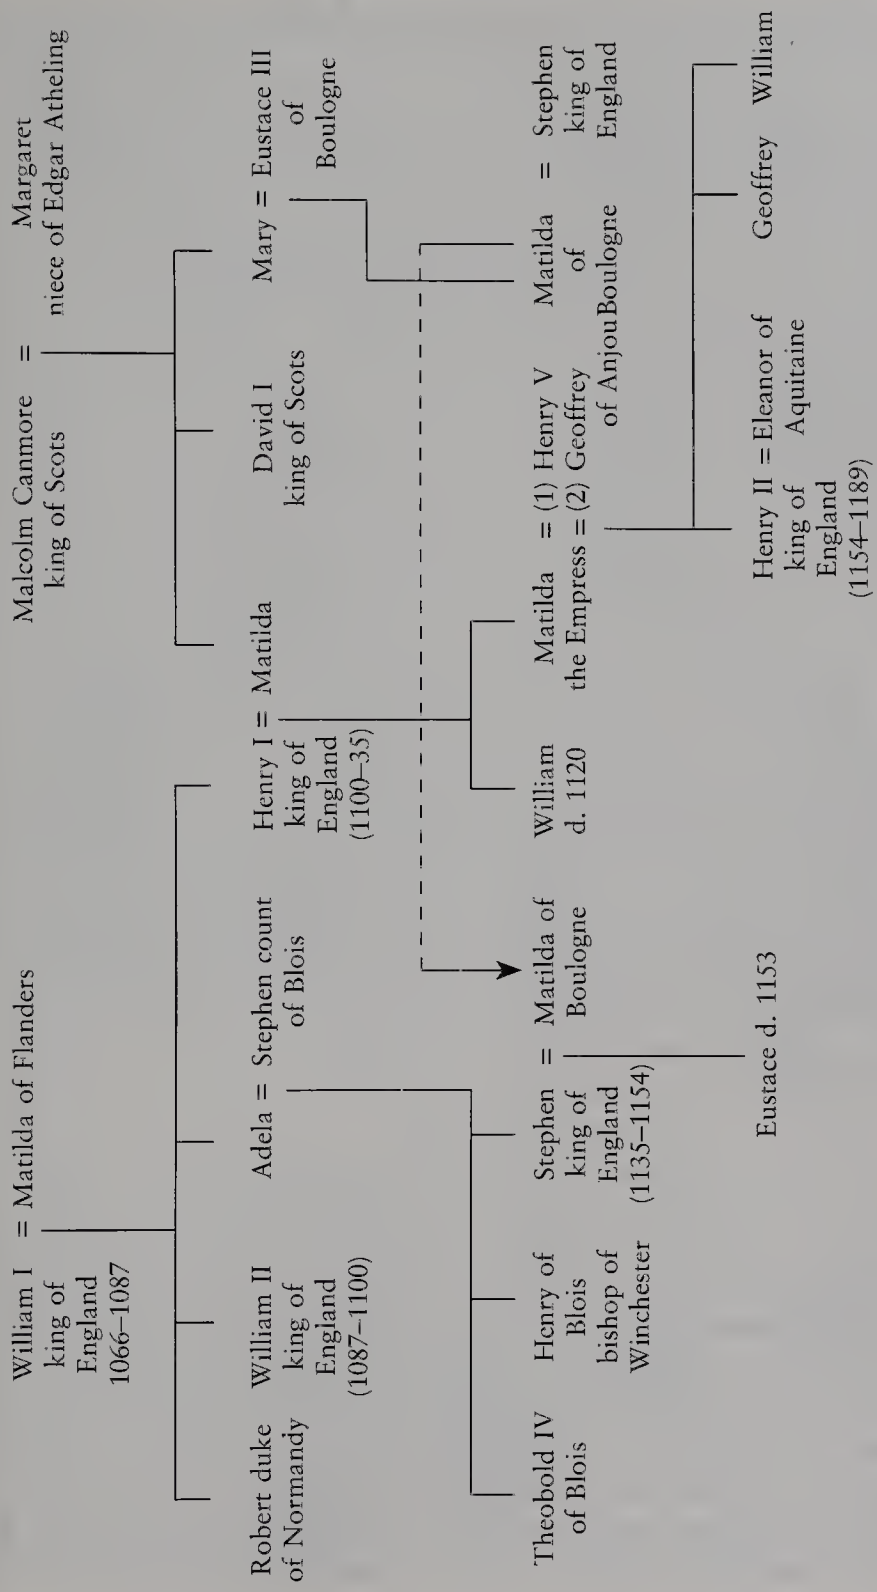 William I = Matilda of Flanders
king of
England
1066–1087
Malcolm Canmore =
king of Scots
Margaret
niece of Edgar Atheling
Robert duke
of Normandy
William II
king of
England
(1087–1100)
Adela = Stephen count
of Blois
Henry I = Matilda
king of
England
(1100–35)
David I
king of Scots
Mary = Eustace III
of
Boulogne
Theobold IV
of Blois
Henry of
Blois
bishop of
Winchester
Stephen = Matilda of
king of Boulogne
England
(1135–1154)
William
d. 1120
Matilda = (1) Henry V
the Empress = (2) Geoffrey
of Anjou
Matilda = Stephen
of king of
Boulogne England
Eustace d. 1153
Henry II = Eleanor of
king of Aquitaine
England
(1154–1189)
Geoffrey
William